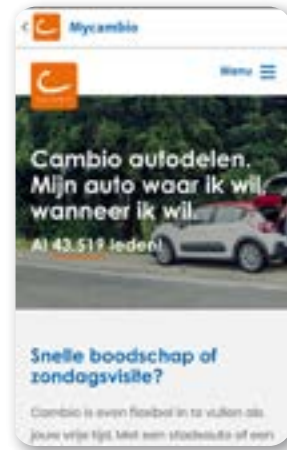 Mycambio
Menu
Cambio autodelen.
Mijn auto waar ik wil,
wanneer ik wil.
Al 43.519 leden!
Snelle boodschap of
zondagsvisite?
Cambio is even flexibel in te vullen als
jouw vrije tijd. Met een stadsauto of een